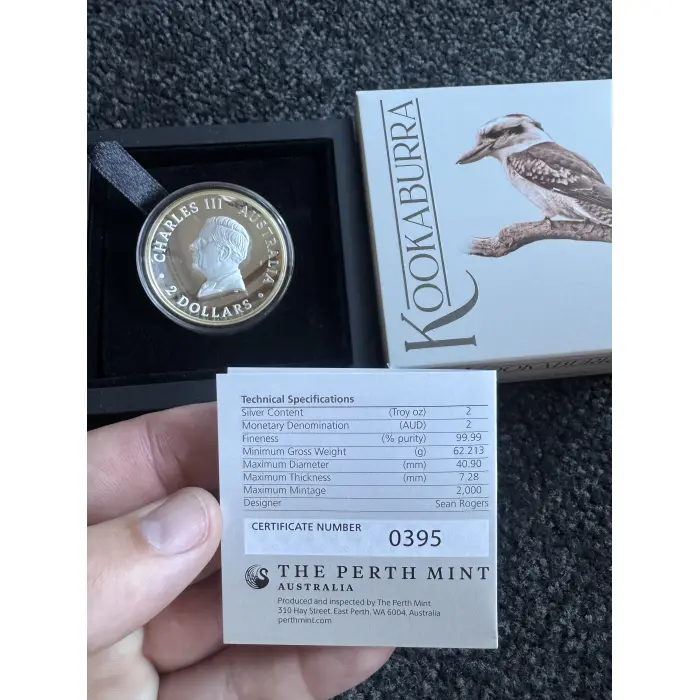 CHARLES III AUSTRALIA
• 2 DOLLARS •
KOOKABURRA
KOOKABURRA
Technical Specifications
Silver Content (Troy oz) 2
Monetary Denomination (AUD) 2
Fineness (% purity) 99.99
Minimum Gross Weight (g) 62.213
Maximum Diameter (mm) 40.90
Maximum Thickness (mm) 7.28
Maximum Mintage 2,000
Designer Sean Rogers
CERTIFICATE NUMBER 0395
THE PERTH MINT
AUSTRALIA
Produced and inspected by The Perth Mint
310 Hay Street, East Perth, WA 6004, Australia
perthmint.com